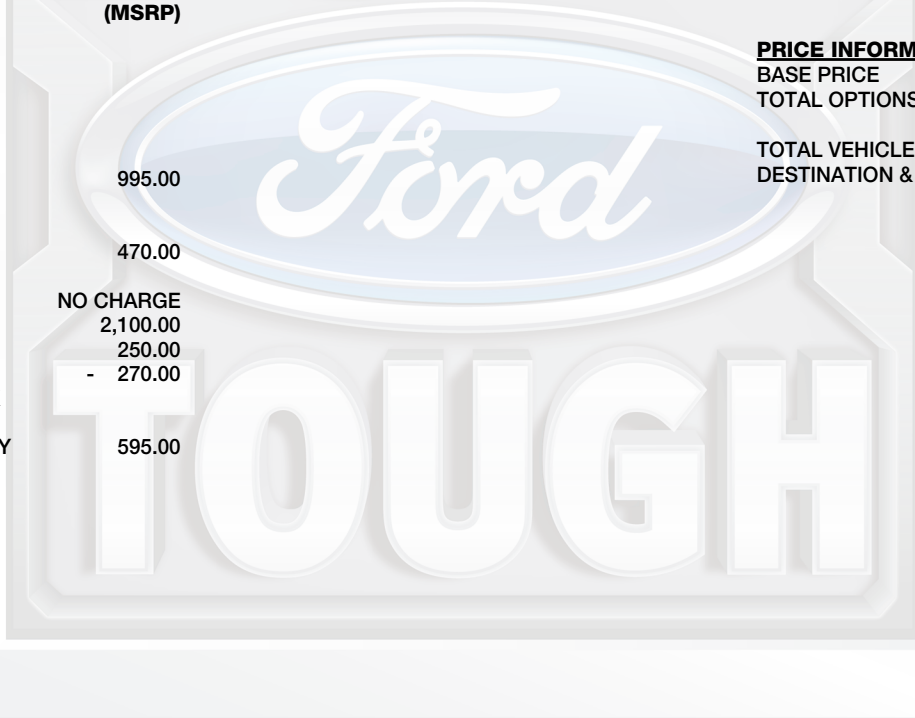 (MSRP)
995.00
470.00
NO CHARGE
2,100.00
250.00
- 270.00
Y 595.00
PRICE INFORM
BASE PRICE
TOTAL OPTIONS
TOTAL VEHICLE
DESTINATION &
Ford
TOUGH